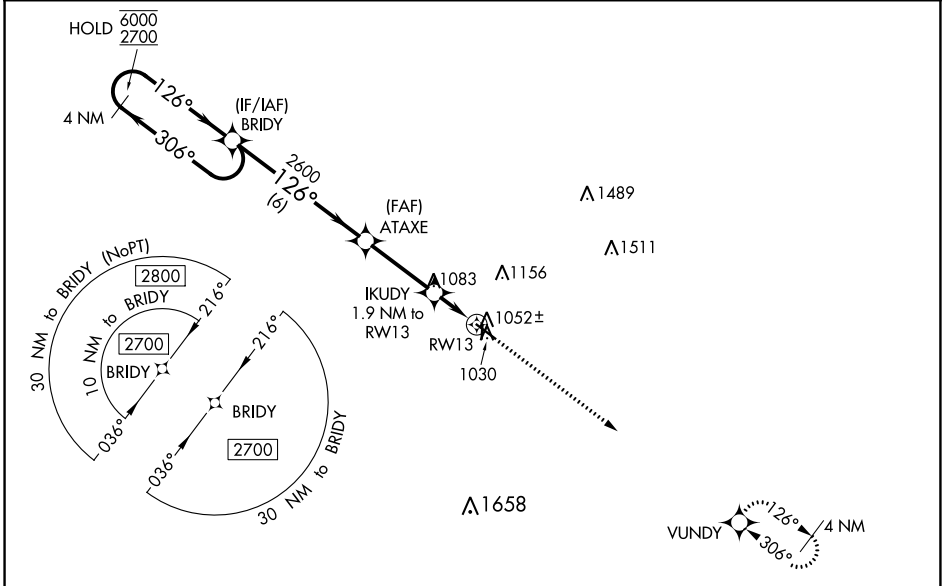 HOLD 6000
2700
126°
4 NM
306°
(IF/IAF)
BRIDY
2600
126°
(6)
(FAF)
ATAXE
1489
1511
1083
1156
IKUDY
1.9 NM to
RW13
1052±
RW13
1030
30 NM to BRIDY (NoPT)
2800
216°
10 NM to BRIDY
2700
BRIDY
036°
216°
BRIDY
036°
2700
30 NM to BRIDY
1658
VUNDY
126°
4 NM
306°